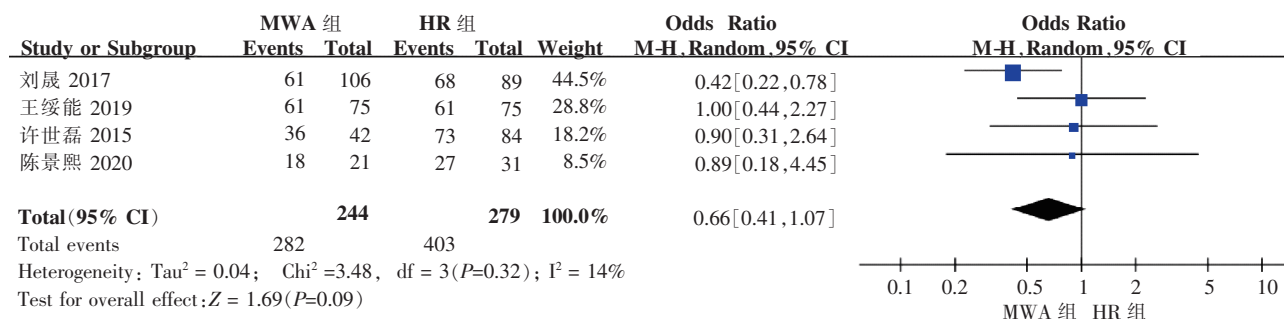 MWA 组 HR 组 Odds Ratio Odds Ratio
Study or Subgroup Events Total Events Total Weight M-H,Random,95% CI M-H,Random,95% CI
刘晟 2017 61 106 68 89 44.5% 0.42[0.22,0.78]
王绥能 2019 61 75 61 75 28.8% 1.00[0.44,2.27]
许世磊 2015 36 42 73 84 18.2% 0.90[0.31,2.64]
陈景熙 2020 18 21 27 31 8.5% 0.89[0.18,4.45]
Total(95% CI) 244 279 100.0% 0.66[0.41,1.07]
Total events 282 403
Heterogeneity: Tau² = 0.04; Chi² =3.48, df = 3(P=0.32); I² = 14%
Test for overall effect:Z = 1.69(P=0.09)
0.1 0.2 0.5 1 2 5 10
MWA 组 HR 组